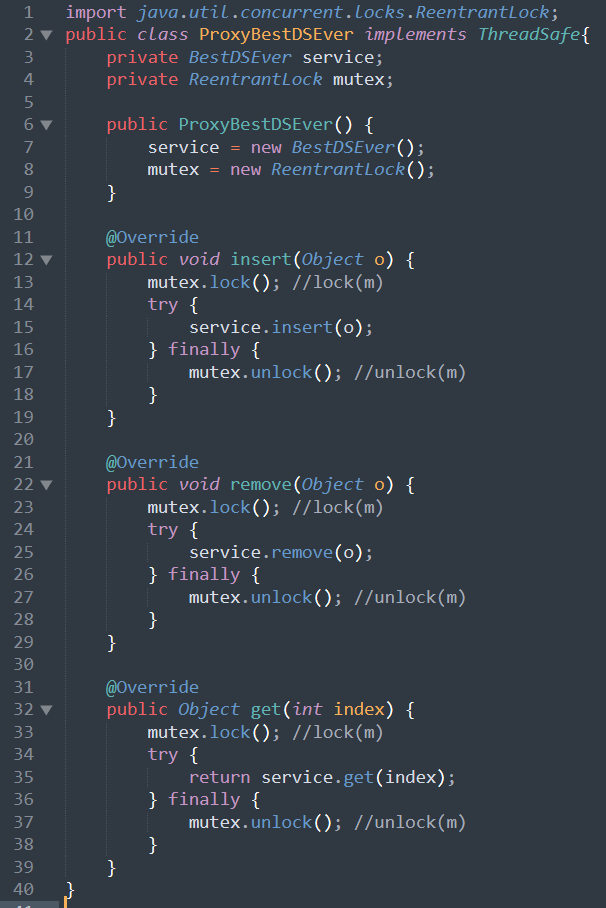 1 import java.util.concurrent.locks.ReentrantLock;
2 public class ProxyBestDSEver implements ThreadSafe{
3     private BestDSEver service;
4     private ReentrantLock mutex;
5
6     public ProxyBestDSEver() {
7         service = new BestDSEver();
8         mutex = new ReentrantLock();
9     }
10
11     @Override
12     public void insert(Object o) {
13         mutex.lock(); //lock(m)
14         try {
15             service.insert(o);
16         } finally {
17             mutex.unlock(); //unlock(m)
18         }
19     }
20
21     @Override
22     public void remove(Object o) {
23         mutex.lock(); //lock(m)
24         try {
25             service.remove(o);
26         } finally {
27             mutex.unlock(); //unlock(m)
28         }
29     }
30
31     @Override
32     public Object get(int index) {
33         mutex.lock(); //lock(m)
34         try {
35             return service.get(index);
36         } finally {
37             mutex.unlock(); //unlock(m)
38         }
39     }
40 }